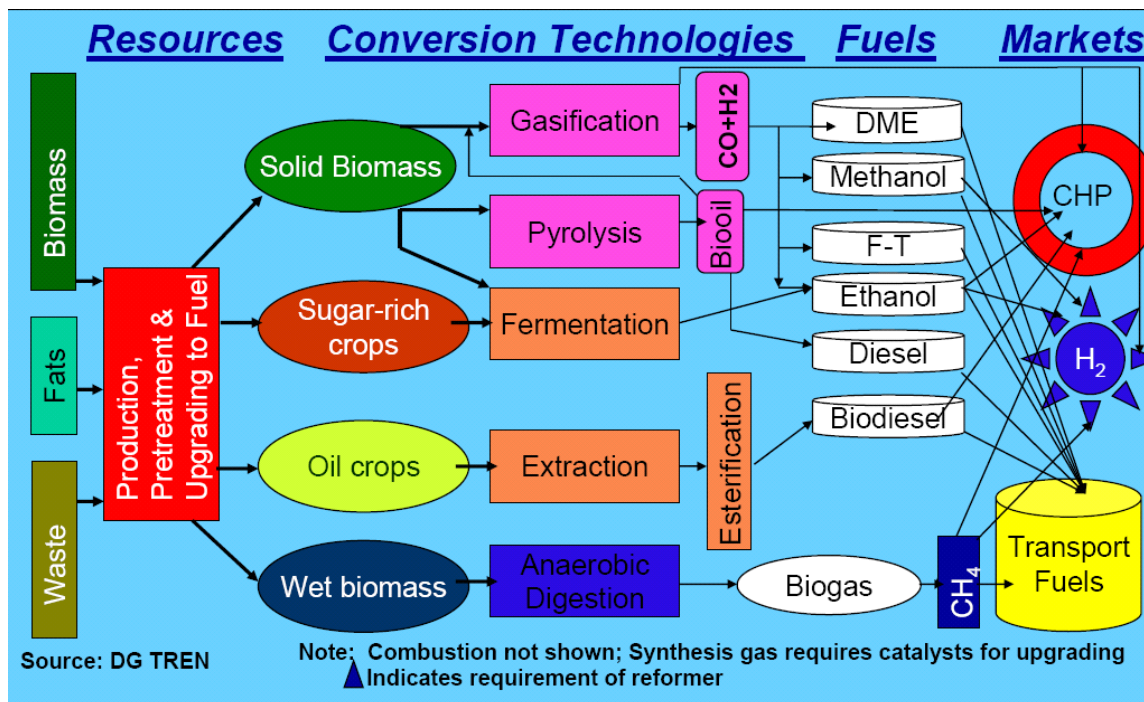 Resources
Conversion Technologies
Fuels
Markets
Biomass
Fats
Waste
Production,
Pretreatment &
Upgrading to Fuel
Solid Biomass
Sugar-rich
crops
Oil crops
Wet biomass
Gasification
Pyrolysis
Fermentation
Extraction
Anaerobic
Digestion
CO+H2
Biooil
Esterification
DME
Methanol
F-T
Ethanol
Diesel
Biodiesel
Biogas
CH₄
CHP
H₂
Transport
Fuels
Source: DG TREN
Note: Combustion not shown; Synthesis gas requires catalysts for upgrading
Indicates requirement of reformer